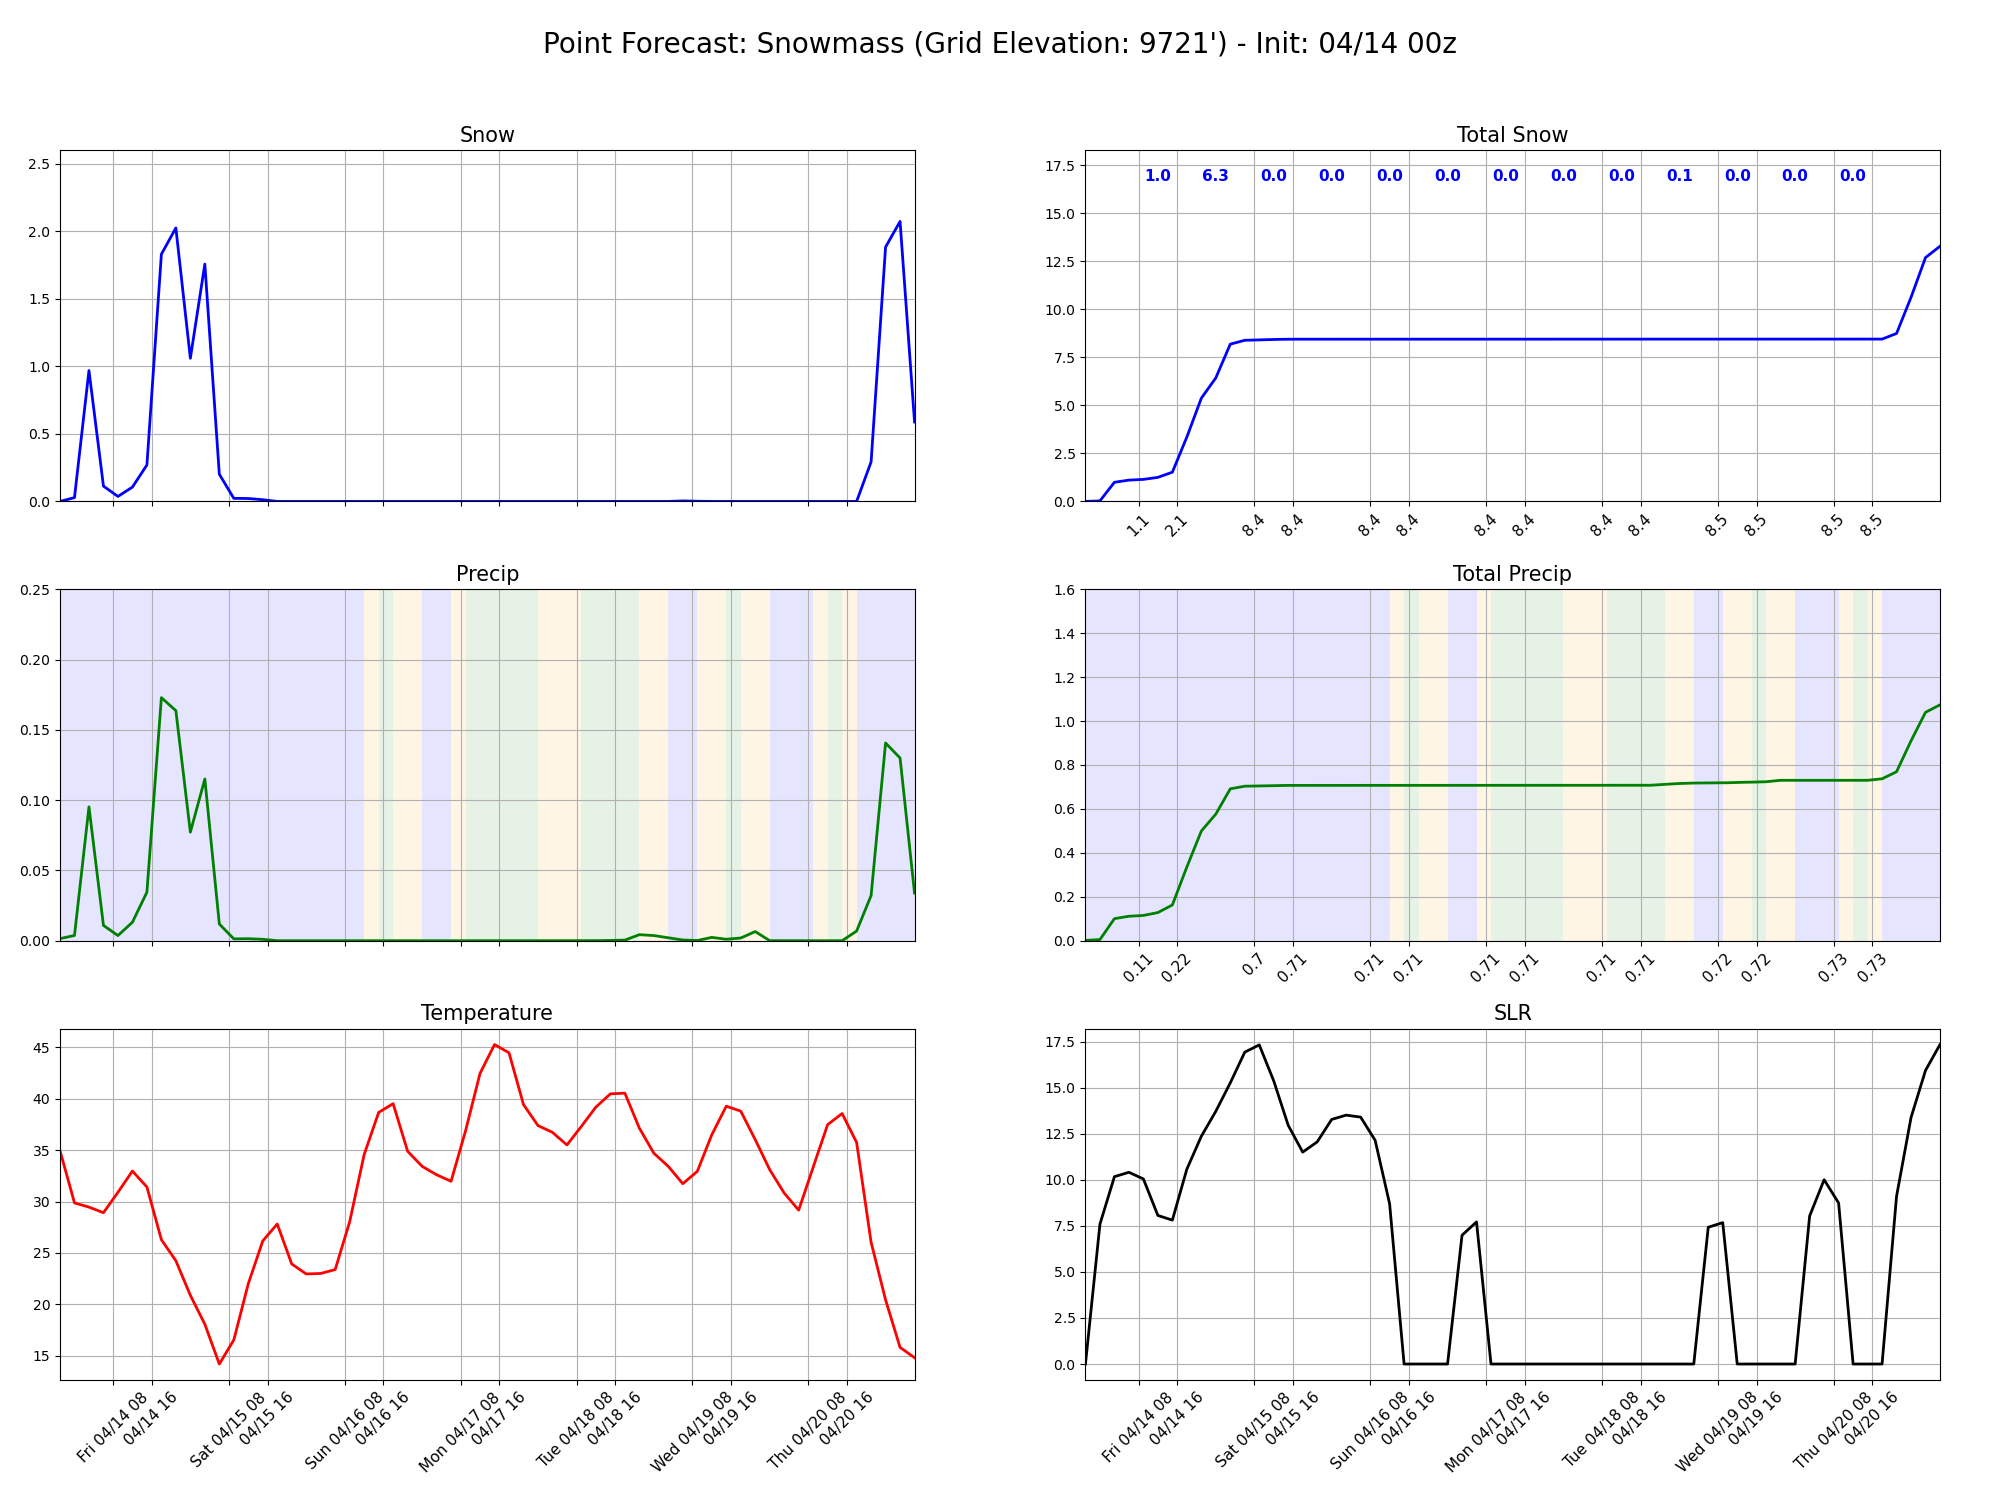 Point Forecast: Snowmass (Grid Elevation: 9721') - Init: 04/14 00z
Snow
2.5
2.0
1.5
1.0
0.5
0.0
Total Snow
17.5
15.0
12.5
10.0
7.5
5.0
2.5
0.0
1.0 6.3 0.0 0.0 0.0 0.0 0.0 0.0 0.0 0.1 0.0 0.0 0.0
1.1 2.1 8.4 8.4 8.4 8.4 8.4 8.4 8.4 8.4 8.5 8.5 8.5 8.5
Precip
0.25
0.20
0.15
0.10
0.05
0.00
Total Precip
1.6
1.4
1.2
1.0
0.8
0.6
0.4
0.2
0.0
0.11 0.22 0.7 0.71 0.71 0.71 0.71 0.71 0.71 0.71 0.72 0.72 0.73 0.73
Temperature
45
40
35
30
25
20
15
Fri 04/14 08
04/14 16
Sat 04/15 08
04/15 16
Sun 04/16 08
04/16 16
Mon 04/17 08
04/17 16
Tue 04/18 08
04/18 16
Wed 04/19 08
04/19 16
Thu 04/20 08
04/20 16
SLR
17.5
15.0
12.5
10.0
7.5
5.0
2.5
0.0
Fri 04/14 08
04/14 16
Sat 04/15 08
04/15 16
Sun 04/16 08
04/16 16
Mon 04/17 08
04/17 16
Tue 04/18 08
04/18 16
Wed 04/19 08
04/19 16
Thu 04/20 08
04/20 16